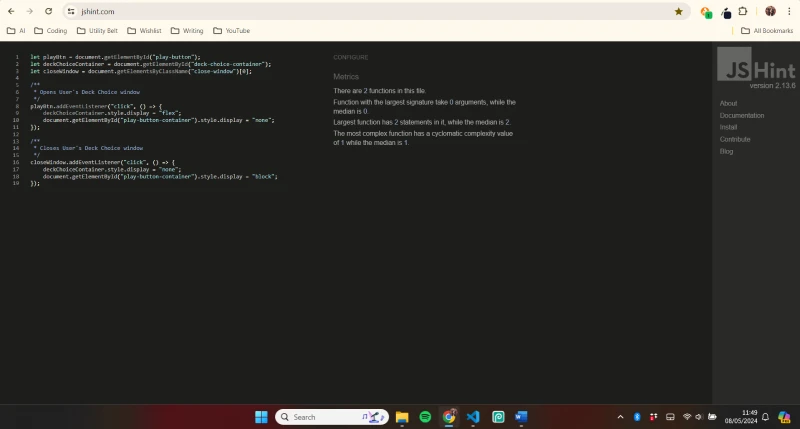 jshint.com
AI Coding Utility Belt Wishlist Writing YouTube All Bookmarks
1 let playBtn = document.getElementById("play-button");
2 let deckChoiceContainer = document.getElementById("deck-choice-container");
3 let closeWindow = document.getElementsByClassName("close-window")[0];
4
5 /**
6 * Opens User's Deck Choice window
7 */
8 playBtn.addEventListener("click", () => {
9 deckChoiceContainer.style.display = "flex";
10 document.getElementById("play-button-container").style.display = "none";
11 });
12
13 /**
14 * Closes User's Deck Choice window
15 */
16 closeWindow.addEventListener("click", () => {
17 deckChoiceContainer.style.display = "none";
18 document.getElementById("play-button-container").style.display = "block";
19 });
CONFIGURE
Metrics
There are 2 functions in this file.
Function with the largest signature take 0 arguments, while the
median is 0.
Largest function has 2 statements in it, while the median is 2.
The most complex function has a cyclomatic complexity value
of 1 while the median is 1.
JSHint
version 2.13.6
About
Documentation
Install
Contribute
Blog
Search
11:49
08/05/2024